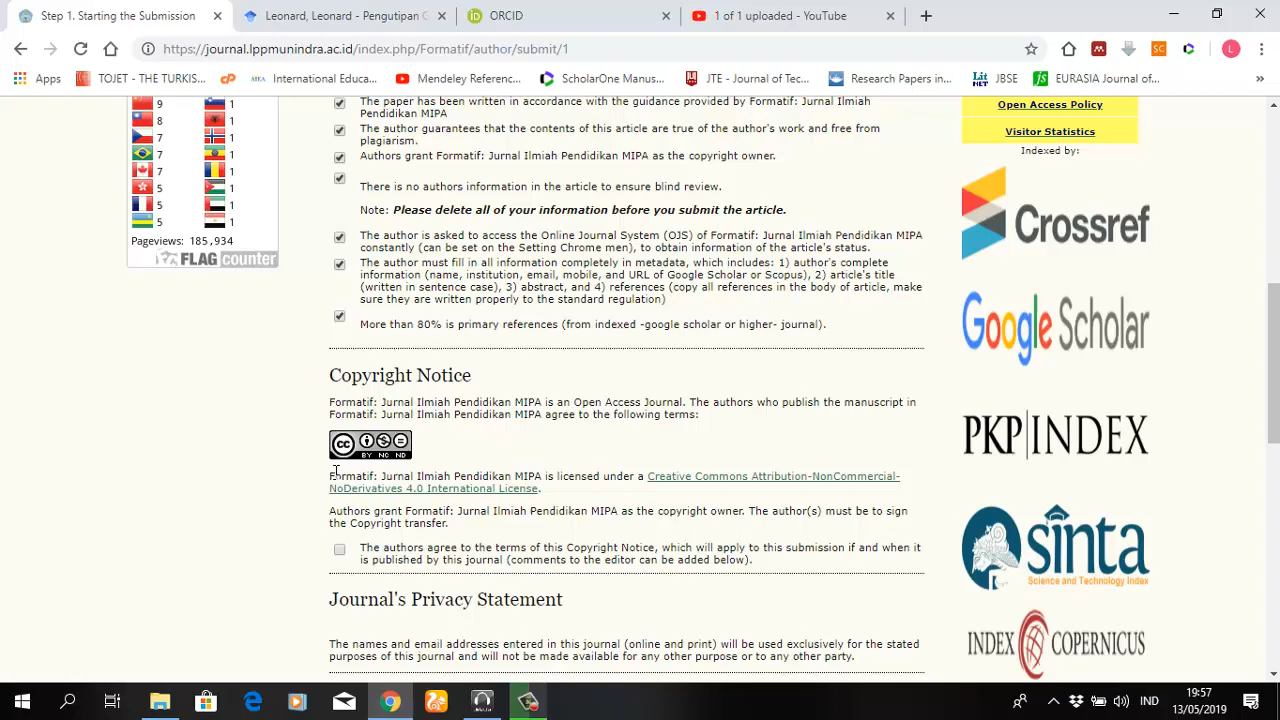 Step 1. Starting the Submission
Leonard, Leonard - Pengutipan G
ORCID
1 of 1 uploaded - YouTube
https://journal.lppmunindra.ac.id/index.php/Formatif/author/submit/1
L
Apps
TOJET - THE TURKIS...
International Educa...
Mendeley Referenc...
ScholarOne Manus...
JTE - Journal of Tec...
Research Papers in...
JBSE
EURASIA Journal of...
»
9
1
8
1
7
1
7
1
7
1
5
1
5
1
5
1
Pageviews: 185,934
FLAG counter
The paper has been written in accordance with the guidance provided by Formatif: Jurnal Ilmiah
Pendidikan MIPA
The author guarantees that the contents of this article are true of the author's work and free from
plagiarism.
Authors grant Formatif: Jurnal Ilmiah Pendidikan MIPA as the copyright owner.
There is no authors information in the article to ensure blind review.
Note: Please delete all of your information before you submit the article.
The author is asked to access the Online Journal System (OJS) of Formatif: Jurnal Ilmiah Pendidikan MIPA
constantly (can be set on the Setting Chrome men), to obtain information of the article's status.
The author must fill in all information completely in metadata, which includes: 1) author's complete
information (name, institution, email, mobile, and URL of Google Scholar or Scopus), 2) article's title
(written in sentence case), 3) abstract, and 4) references (copy all references in the body of article, make
sure they are written properly to the standard regulation)
More than 80% is primary references (from indexed -google scholar or higher- journal).
Copyright Notice
Formatif: Jurnal Ilmiah Pendidikan MIPA is an Open Access Journal. The authors who publish the manuscript in
Formatif: Jurnal Ilmiah Pendidikan MIPA agree to the following terms:
cc
BY NC ND
Formatif: Jurnal Ilmiah Pendidikan MIPA is licensed under a Creative Commons Attribution-NonCommercial-
NoDerivatives 4.0 International License.
Authors grant Formatif: Jurnal Ilmiah Pendidikan MIPA as the copyright owner. The author(s) must be to sign
the Copyright transfer.
The authors agree to the terms of this Copyright Notice, which will apply to this submission if and when it
is published by this journal (comments to the editor can be added below).
Journal's Privacy Statement
The names and email addresses entered in this journal (online and print) will be used exclusively for the stated
purposes of this journal and will not be made available for any other purpose or to any other party.
Open Access Policy
Visitor Statistics
Indexed by:
Crossref
Google Scholar
PKP|INDEX
sinta
Science and Technology Index
INDEX COPERNICUS
IND
19:57
13/05/2019